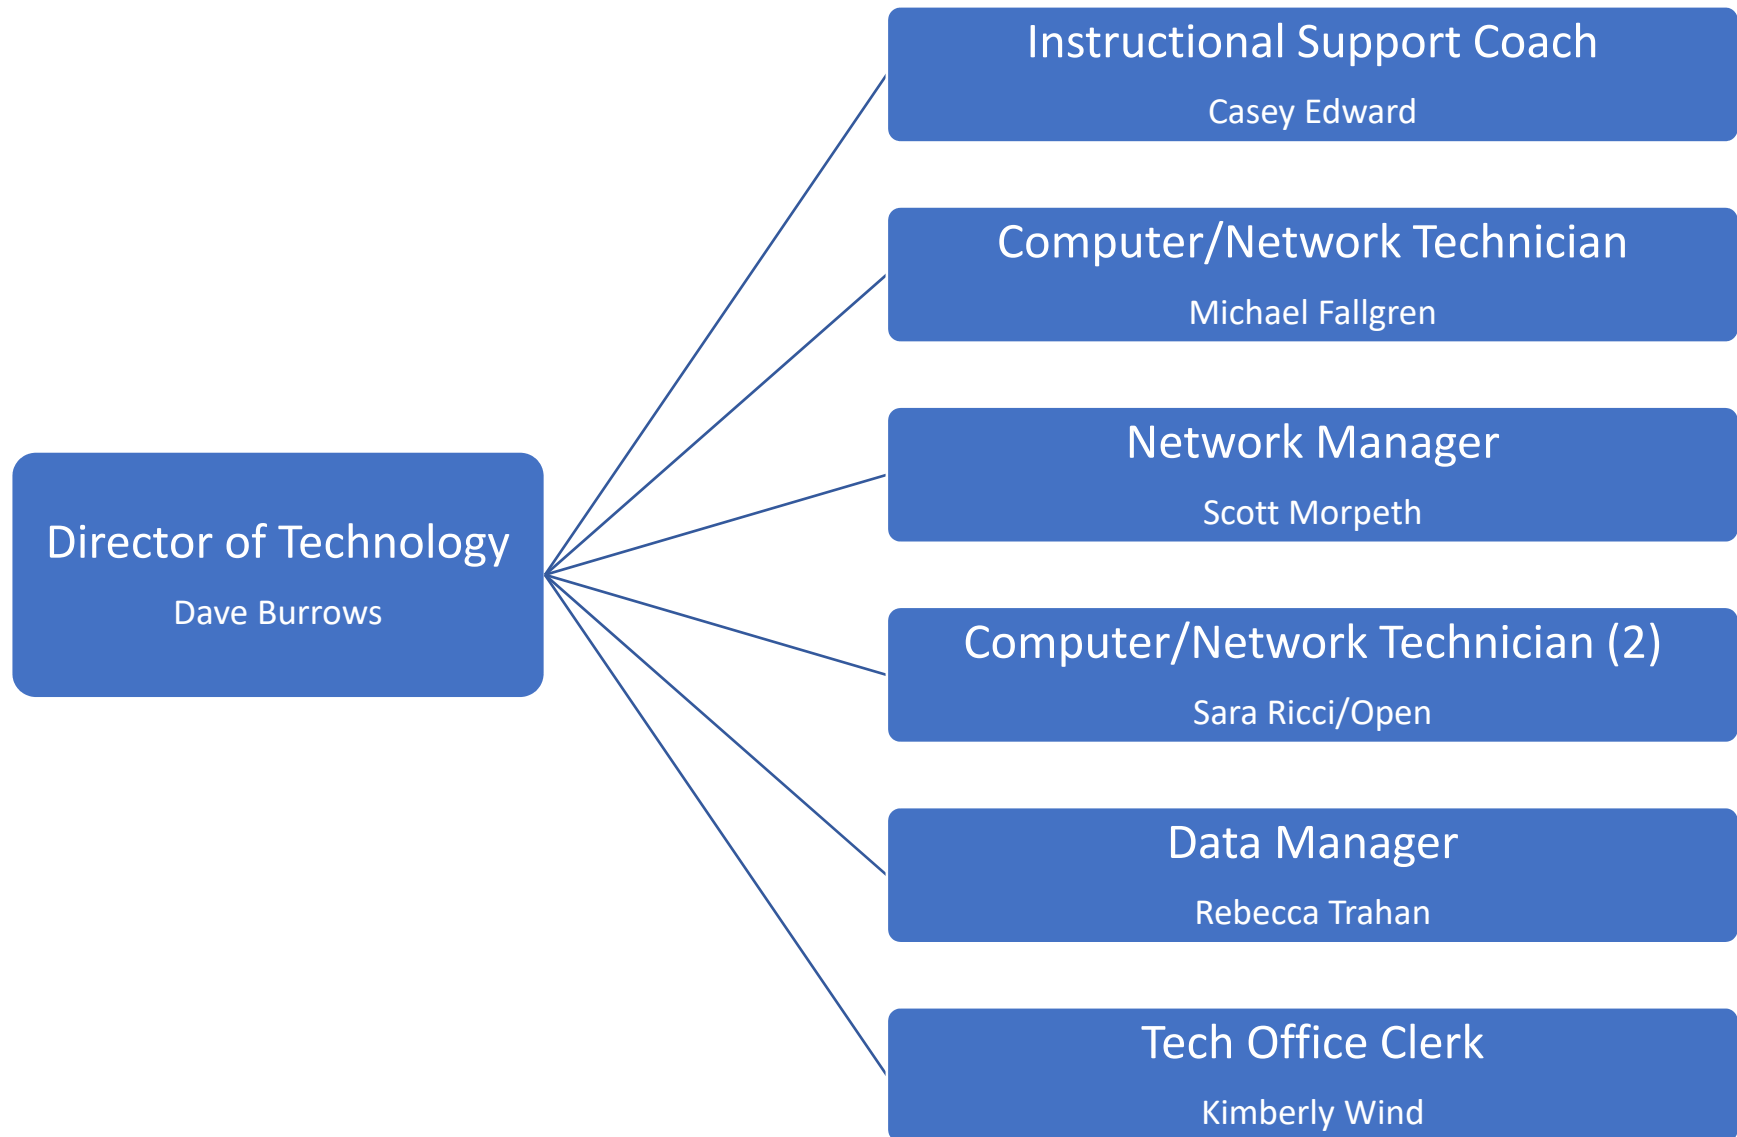 Instructional Support Coach
Casey Edward
Computer/Network Technician
Michael Fallgren
Network Manager
Scott Morpeth
Director of Technology
Dave Burrows
Computer/Network Technician (2)
Sara Ricci/Open
Data Manager
Rebecca Trahan
Tech Office Clerk
Kimberly Wind